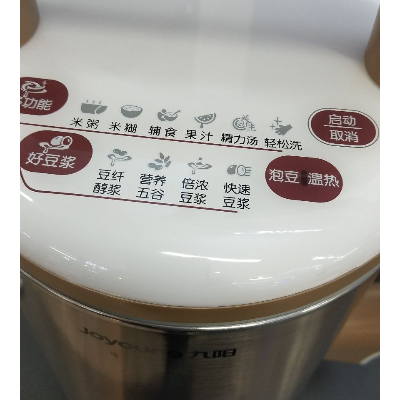 功能
米粥 米糊 辅食 果汁 精力汤 轻松洗
启动
取消
好豆浆
豆纤 营养 倍浓 快速
醇浆 五谷 豆浆 豆浆
泡豆 温热
Joyoung 九阳